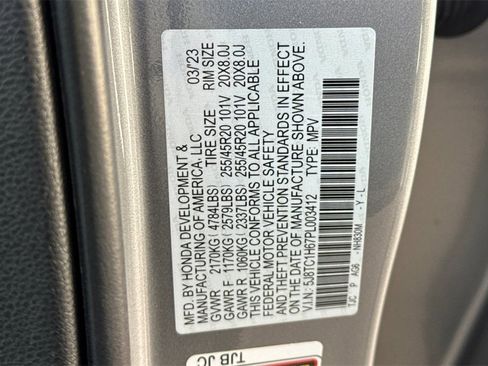 MFD. BY HONDA DEVELOPMENT &
MANUFACTURING OF AMERICA, LLC 03/'23
TIRE SIZE RIM SIZE
GVWR 2170KG(4784LBS)
GAWR F 1170KG(2579LBS) 255/45R20 101V 20X8.0J
GAWR R 1060KG(2337LBS) 255/45R20 101V 20X8.0J
THIS VEHICLE CONFORMS TO ALL APPLICABLE
FEDERAL MOTOR VEHICLE SAFETY
AND THEFT PREVENTION STANDARDS IN EFFECT
ON THE DATE OF MANUFACTURE SHOWN ABOVE.
V.I.N: 5J8TC1H67PL003412 TYPE: MPV
TJC P AG6 -NH830M -Y-L
TJB JC